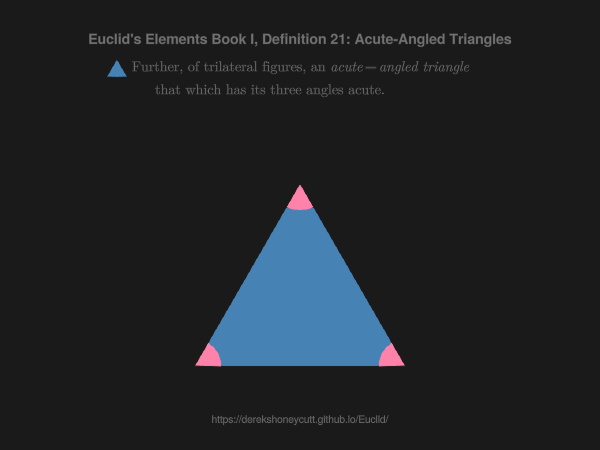 Euclid's Elements Book I, Definition 21: Acute-Angled Triangles
Further, of trilateral figures, an acute—angled triangle
that which has its three angles acute.
https://derekshoneycutt.github.io/Euclid/